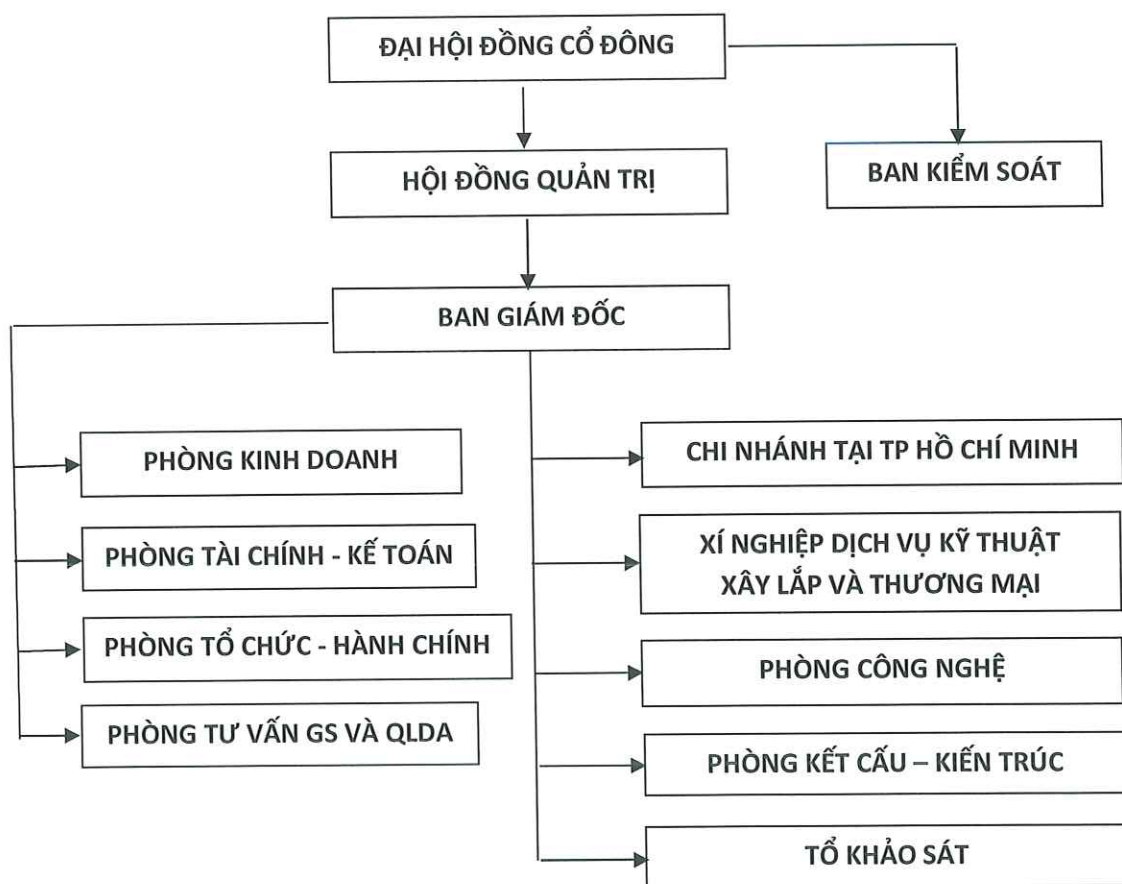 ĐẠI HỘI ĐỒNG CỔ ĐÔNG
HỘI ĐỒNG QUẢN TRỊ
BAN KIỂM SOÁT
BAN GIÁM ĐỐC
PHÒNG KINH DOANH
PHÒNG TÀI CHÍNH - KẾ TOÁN
PHÒNG TỔ CHỨC - HÀNH CHÍNH
PHÒNG TƯ VẤN GS VÀ QLDA
CHI NHÁNH TẠI TP HỒ CHÍ MINH
XÍ NGHIỆP DỊCH VỤ KỸ THUẬT
XÂY LẮP VÀ THƯƠNG MẠI
PHÒNG CÔNG NGHỆ
PHÒNG KẾT CẤU – KIẾN TRÚC
TỔ KHẢO SÁT